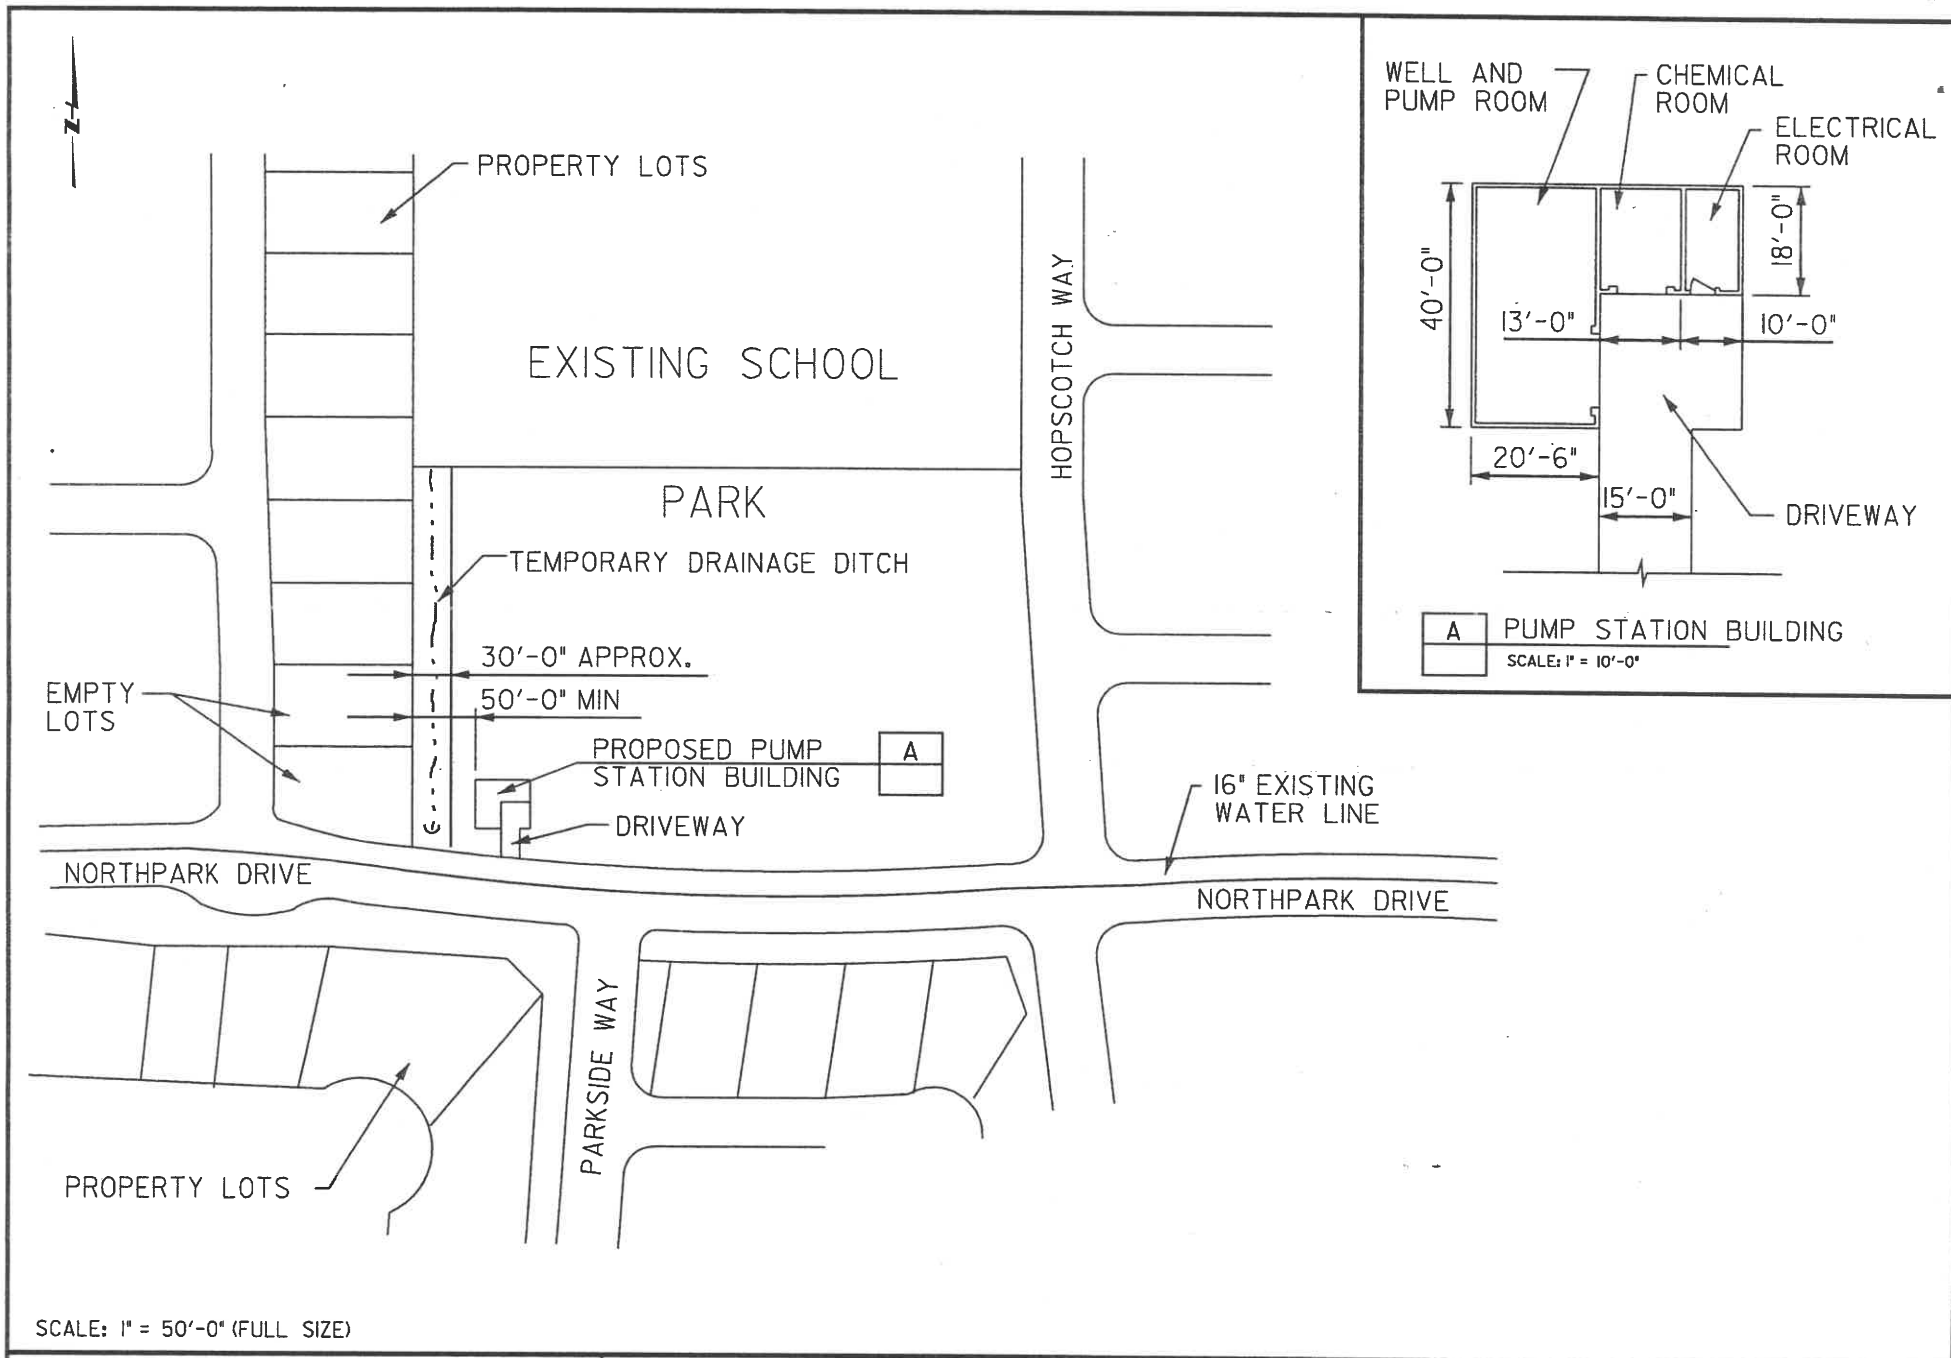 N
PROPERTY LOTS
EXISTING SCHOOL
HOPSCOTCH WAY
PARK
TEMPORARY DRAINAGE DITCH
30'-0" APPROX.
50'-0" MIN
EMPTY
LOTS
PROPOSED PUMP
STATION BUILDING
A
DRIVEWAY
16" EXISTING
WATER LINE
NORTHPARK DRIVE
NORTHPARK DRIVE
PARKSIDE WAY
PROPERTY LOTS
SCALE: 1" = 50'-0" (FULL SIZE)
WELL AND
PUMP ROOM
CHEMICAL
ROOM
ELECTRICAL
ROOM
40'-0"
18'-0"
13'-0"
10'-0"
20'-6"
15'-0"
DRIVEWAY
A
PUMP STATION BUILDING
SCALE: 1" = 10'-0"